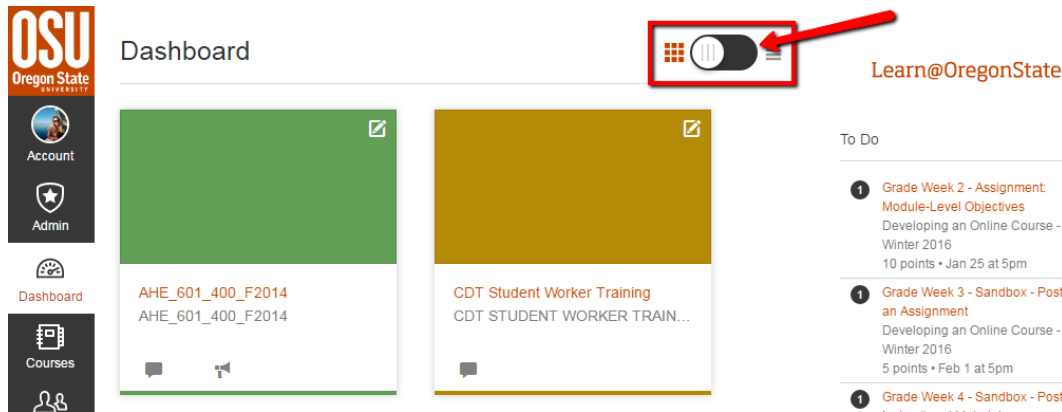 OSU
Oregon State
UNIVERSITY
Account
Admin
Dashboard
Courses
Dashboard
AHE_601_400_F2014
AHE_601_400_F2014
CDT Student Worker Training
CDT STUDENT WORKER TRAIN...
Learn@OregonState
To Do
1 Grade Week 2 - Assignment:
Module-Level Objectives
Developing an Online Course -
Winter 2016
10 points • Jan 25 at 5pm
1 Grade Week 3 - Sandbox - Post
an Assignment
Developing an Online Course -
Winter 2016
5 points • Feb 1 at 5pm
1 Grade Week 4 - Sandbox - Post